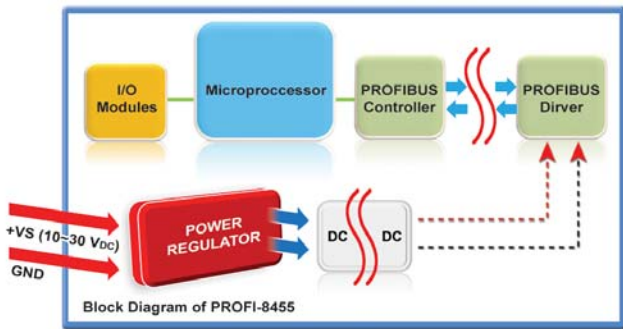 I/O
Modules
Microproccessor
PROFIBUS
Controller
PROFIBUS
Dirver
+VS (10~30 VDC)
GND
POWER
REGULATOR
DC
DC
Block Diagram of PROFI-8455